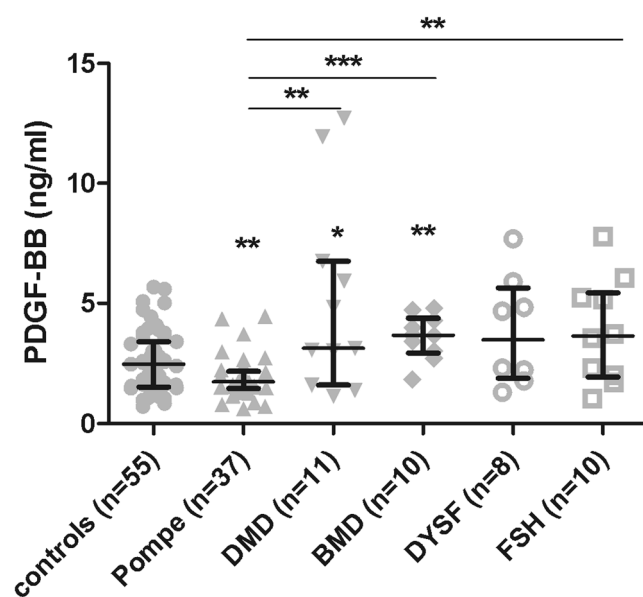 **
***
**
15
10
5
0
PDGF-BB (ng/ml)
**
*
**
controls (n=55)
Pompe (n=37)
DMD (n=11)
BMD (n=10)
DYSF (n=8)
FSH (n=10)